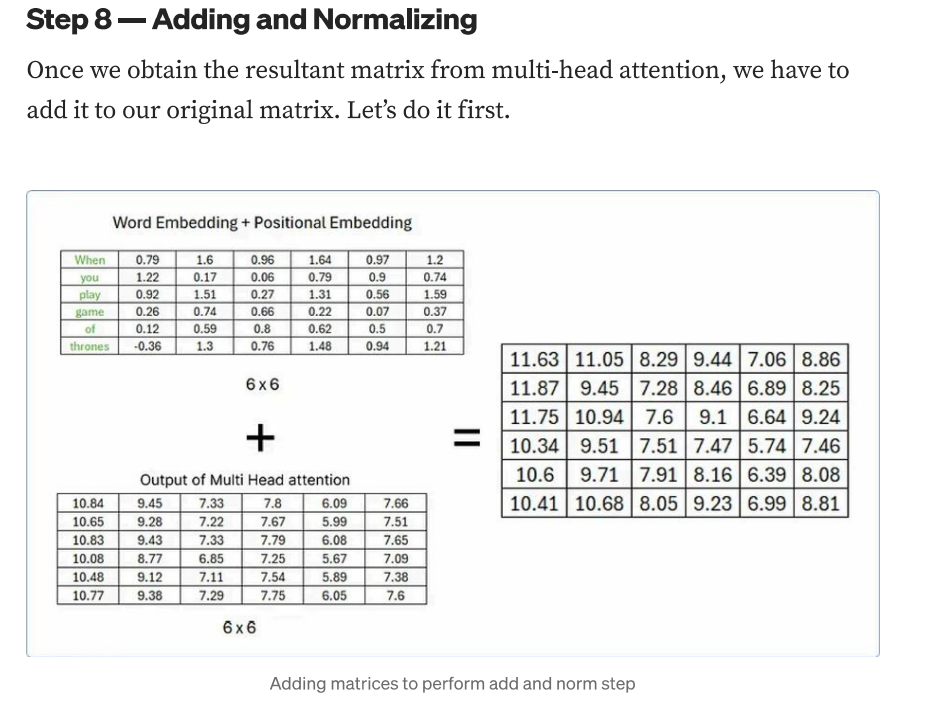 Step 8 — Adding and Normalizing
Once we obtain the resultant matrix from multi-head attention, we have to
add it to our original matrix. Let’s do it first.
Word Embedding + Positional Embedding
When 0.79 1.6 0.96 1.64 0.97 1.2
you 1.22 0.17 0.06 0.79 0.9 0.74
play 0.92 1.51 0.27 1.31 0.56 1.59
game 0.26 0.74 0.66 0.22 0.07 0.37
of 0.12 0.59 0.8 0.62 0.5 0.7
thrones -0.36 1.3 0.76 1.48 0.94 1.21
6 x 6
+
Output of Multi Head attention
10.84 9.45 7.33 7.8 6.09 7.66
10.65 9.28 7.22 7.67 5.99 7.51
10.83 9.43 7.33 7.79 6.08 7.65
10.08 8.77 6.85 7.25 5.67 7.09
10.48 9.12 7.11 7.54 5.89 7.38
10.77 9.38 7.29 7.75 6.05 7.6
6 x 6
=
11.63 11.05 8.29 9.44 7.06 8.86
11.87 9.45 7.28 8.46 6.89 8.25
11.75 10.94 7.6 9.1 6.64 9.24
10.34 9.51 7.51 7.47 5.74 7.46
10.6 9.71 7.91 8.16 6.39 8.08
10.41 10.68 8.05 9.23 6.99 8.81
Adding matrices to perform add and norm step